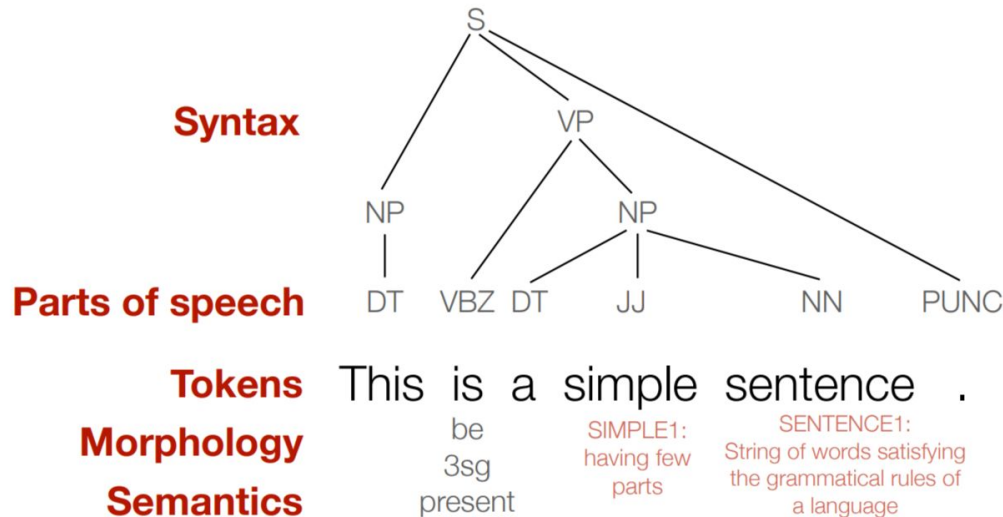 S
Syntax
VP
NP NP
Parts of speech DT VBZ DT JJ NN PUNC
Tokens This is a simple sentence .
Morphology
be
3sg
present
SIMPLE1:
having few
parts
SENTENCE1:
String of words satisfying
the grammatical rules of
a language
Semantics